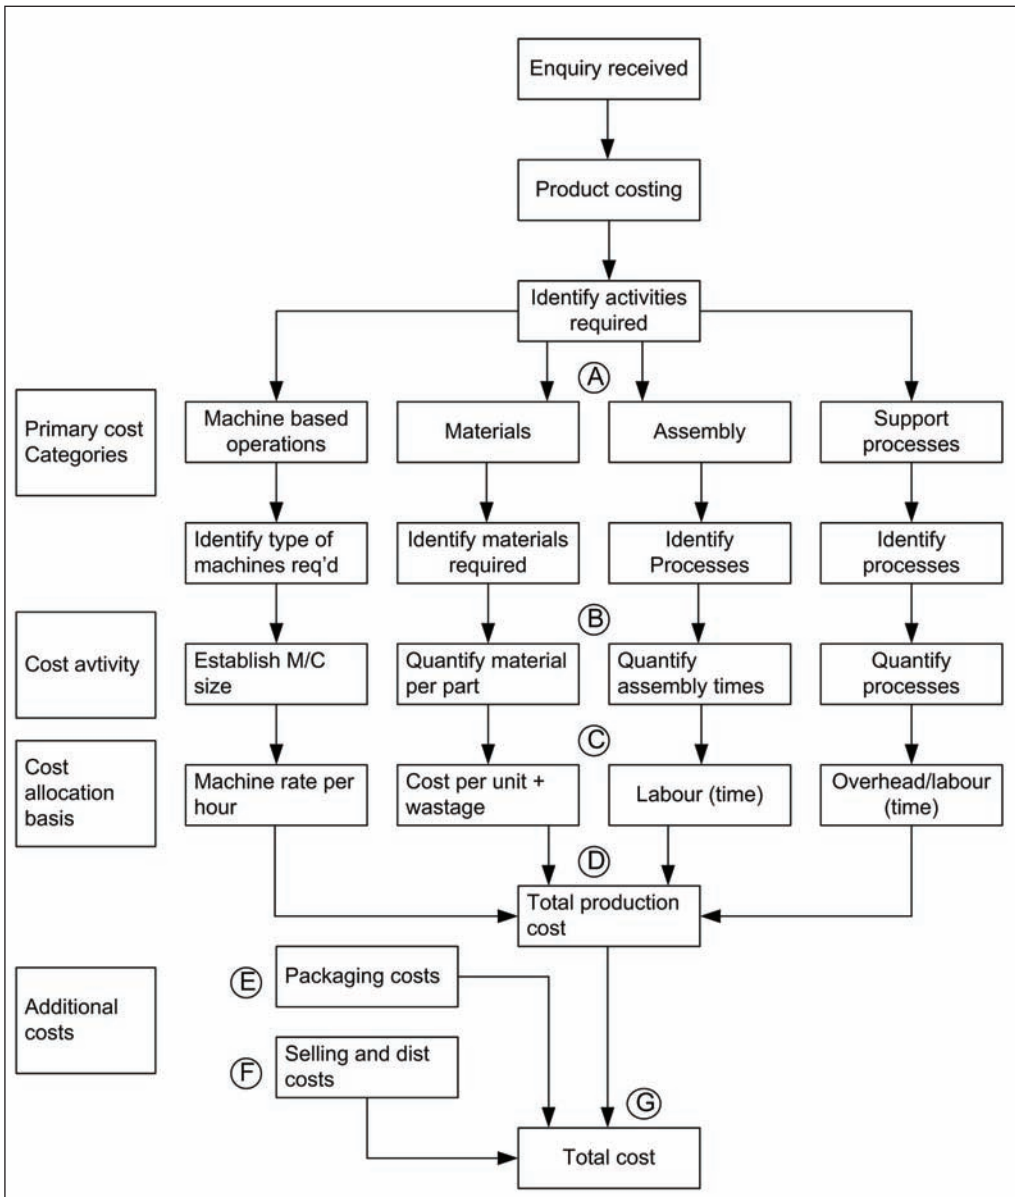 Enquiry received
Product costing
Identify activities
required
A
Primary cost
Categories
Machine based
operations
Materials
Assembly
Support
processes
Identify type of
machines req'd
Identify materials
required
Identify
Processes
Identify
processes
B
Cost avtivity
Establish M/C
size
Quantify material
per part
Quantify
assembly times
Quantify
processes
C
Cost
allocation
basis
Machine rate per
hour
Cost per unit +
wastage
Labour (time)
Overhead/labour
(time)
D
Total production
cost
E
Packaging costs
Additional
costs
F
Selling and dist
costs
G
Total cost